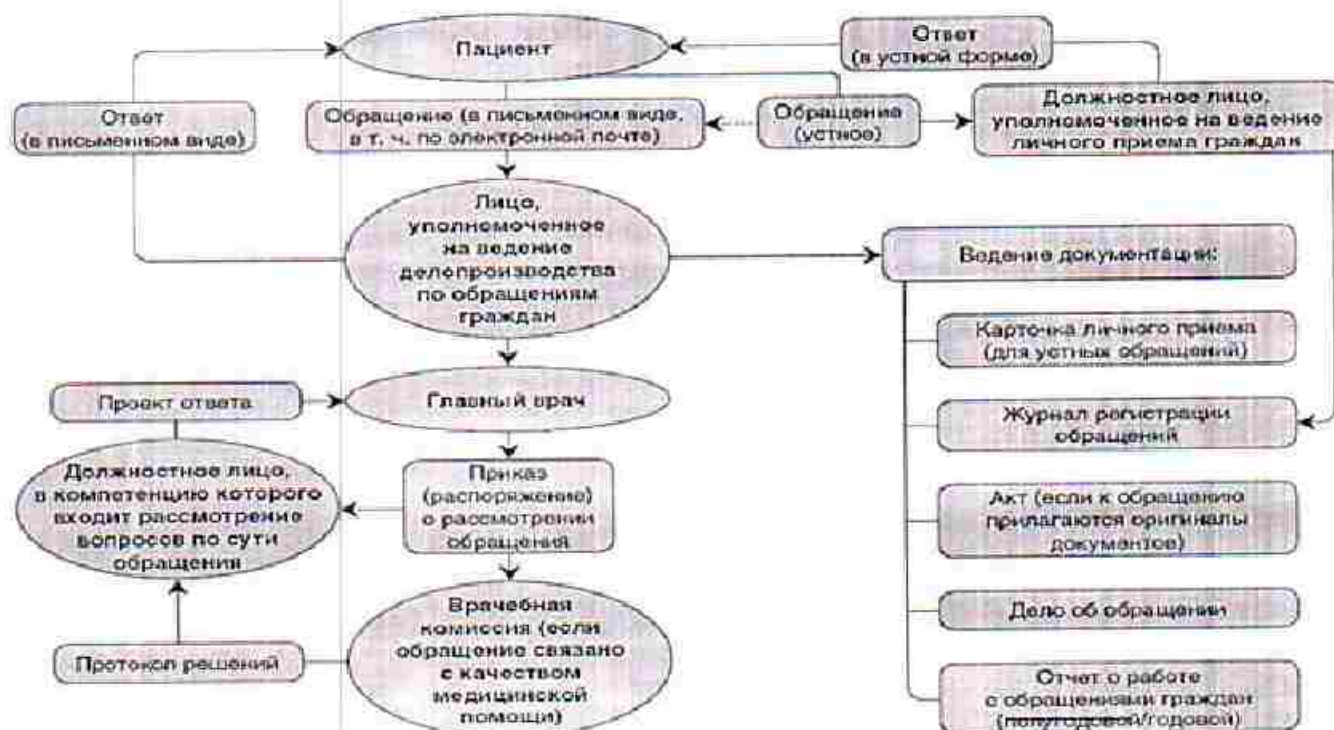 Пациент
Ответ
(в устной форме)
Ответ
(в письменном виде)
Обращение (в письменном виде,
в т. ч. по электронной почте)
Обращение
(устное)
Должностное лицо,
уполномоченное на ведение
личного приема граждан
Лицо,
уполномоченное
на ведение
делопроизводства
по обращениям
граждан
Ведение документации:
Карточка личного приема
(для устных обращений)
Проект ответа
Главный врач
Журнал регистрации
обращений
Должностное лицо,
в компетенцию которого
входит рассмотрение
вопросов по сути
обращения
Приказ
(распоряжение)
о рассмотрении
обращения
Акт (если к обращению
прилагаются оригиналы
документов)
Дело об обращении
Протокол решений
Врачебная
комиссия (если
обращение связано
с качеством
медицинской
помощи)
Отчет о работе
с обращениями граждан
(полугодовой/годовой)